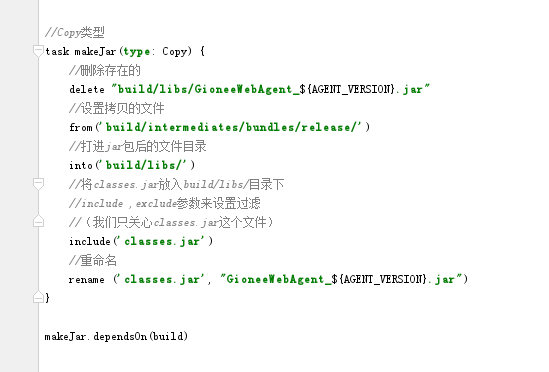 //Copy类型
task makeJar(type: Copy) {
//删除存在的
delete "build/libs/GioneeWebAgent_${AGENT_VERSION}.jar"
//设置拷贝的文件
from('build/intermediates/bundles/release/')
//打进jar包后的文件目录
into('build/libs/')
//将classes.jar放入build/libs/目录下
//include ,exclude参数来设置过滤
//（我们只关心classes.jar这个文件）
include('classes.jar')
//重命名
rename ('classes.jar', "GioneeWebAgent_${AGENT_VERSION}.jar")
}
makeJar.dependsOn(build)